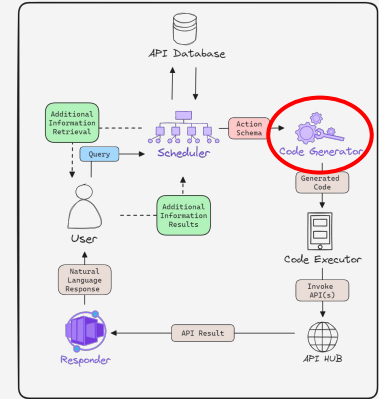 API Database
Additional
Information
Retrieval
Action
Schema
Query
Scheduler
Code Generator
Generated
Code
Additional
Information
Results
User
Code Executor
Natural
Language
Response
Invoke
API(s)
API Result
Responder
API HUB